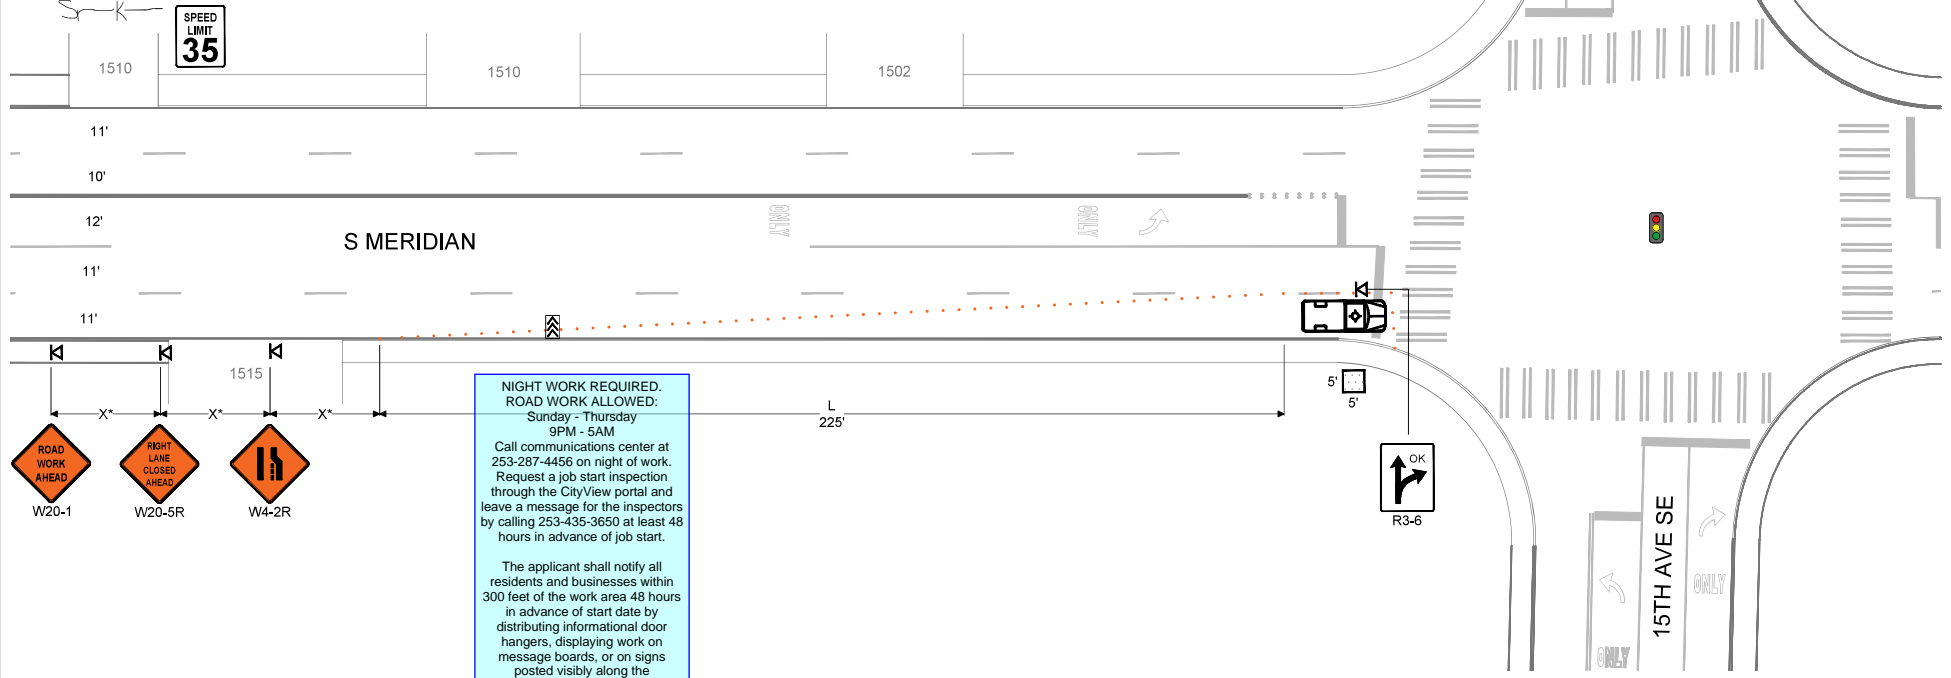 SPEED
LIMIT
35
1510
1510
1502
11'
10'
12'
11'
11'
S MERIDIAN
ONLY
ONLY
1515
X*
X*
X*
L
225'
5'
5'
ROAD
WORK
AHEAD
W20-1
RIGHT
LANE
CLOSED
AHEAD
W20-5R
W4-2R
NIGHT WORK REQUIRED.
ROAD WORK ALLOWED:
Sunday - Thursday
9PM - 5AM
Call communications center at
253-287-4456 on night of work.
Request a job start inspection
through the CityView portal and
leave a message for the inspectors
by calling 253-435-3650 at least 48
hours in advance of job start.
The applicant shall notify all
residents and businesses within
300 feet of the work area 48 hours
in advance of start date by
distributing informational door
hangers, displaying work on
message boards, or on signs
posted visibly along the
OK
R3-6
15TH AVE SE
ONLY
ONLY